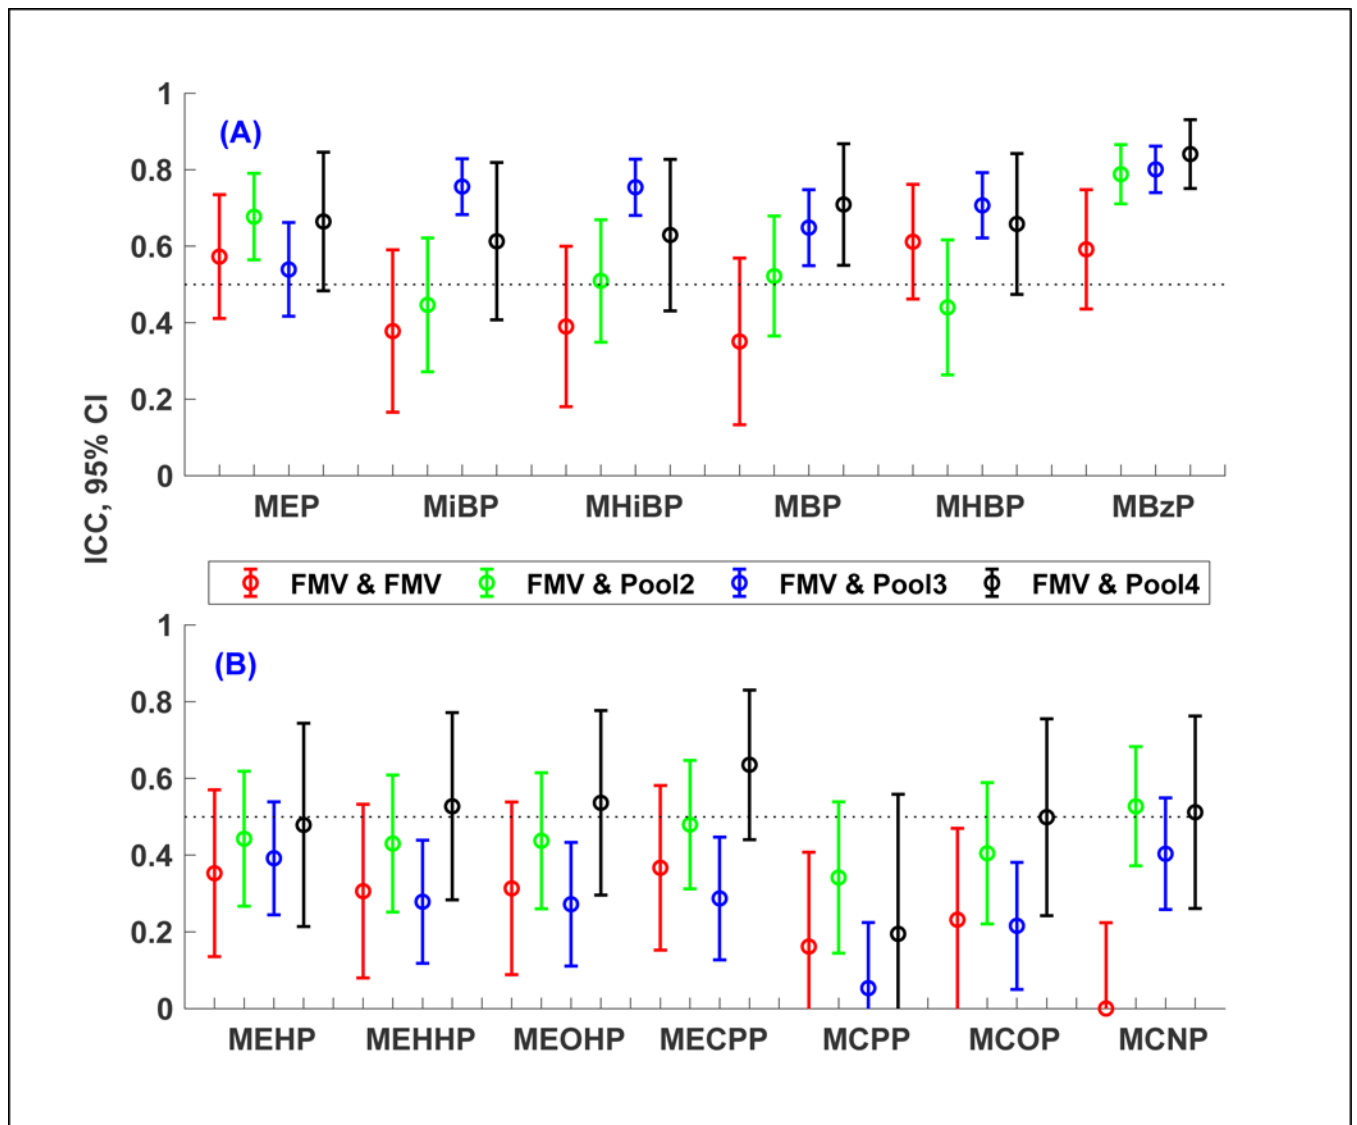 (A)
1
0.8
0.6
0.4
0.2
0
MEP MiBP MHiBP MBP MHBP MBzP
ICC, 95% CI
FMV & FMV FMV & Pool2 FMV & Pool3 FMV & Pool4
(B)
1
0.8
0.6
0.4
0.2
0
MEHP MEHHP MEOHP MECPP MCPP MCOP MCNP